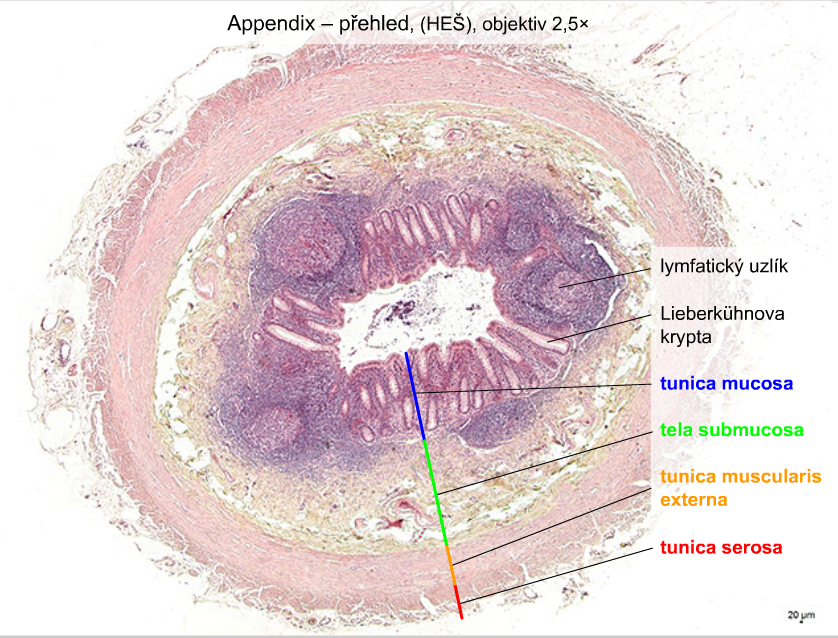 Appendix – přehled, (HEŠ), objektiv 2,5×
lymfatický uzlík
Lieberkühnova
krypta
tunica mucosa
tela submucosa
tunica muscularis
externa
tunica serosa
20 µm